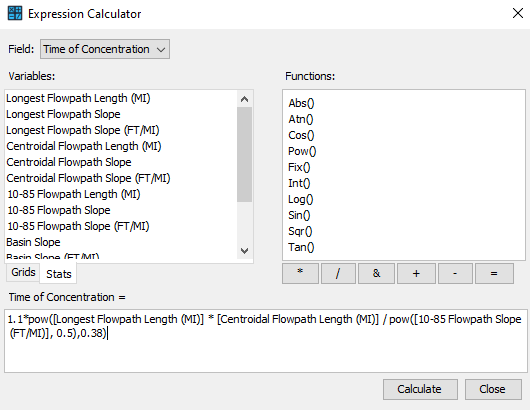 Expression Calculator
Field: Time of Concentration
Variables:
Longest Flowpath Length (MI)
Longest Flowpath Slope
Longest Flowpath Slope (FT/MI)
Centroidal Flowpath Length (MI)
Centroidal Flowpath Slope
Centroidal Flowpath Slope (FT/MI)
10-85 Flowpath Length (MI)
10-85 Flowpath Slope
10-85 Flowpath Slope (FT/MI)
Basin Slope
Basin Slope (FT/MI)
Grids Stats
Functions:
Abs()
Atn()
Cos()
Pow()
Fix()
Int()
Log()
Sin()
Sqr()
Tan()
* / & + - =
Time of Concentration =
1.1*pow([Longest Flowpath Length (MI)] * [Centroidal Flowpath Length (MI)] / pow([10-85 Flowpath Slope
(FT/MI)], 0.5),0.38)
Calculate Close